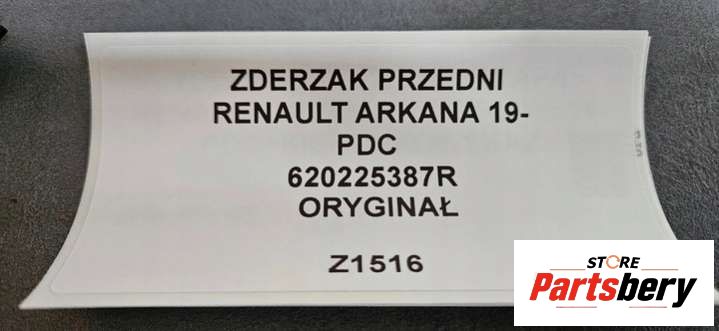 ZDERZAK PRZEDNI
RENAULT ARKANA 19-
PDC
620225387R
ORYGINAŁ
Z1516
STORE
Partsbery